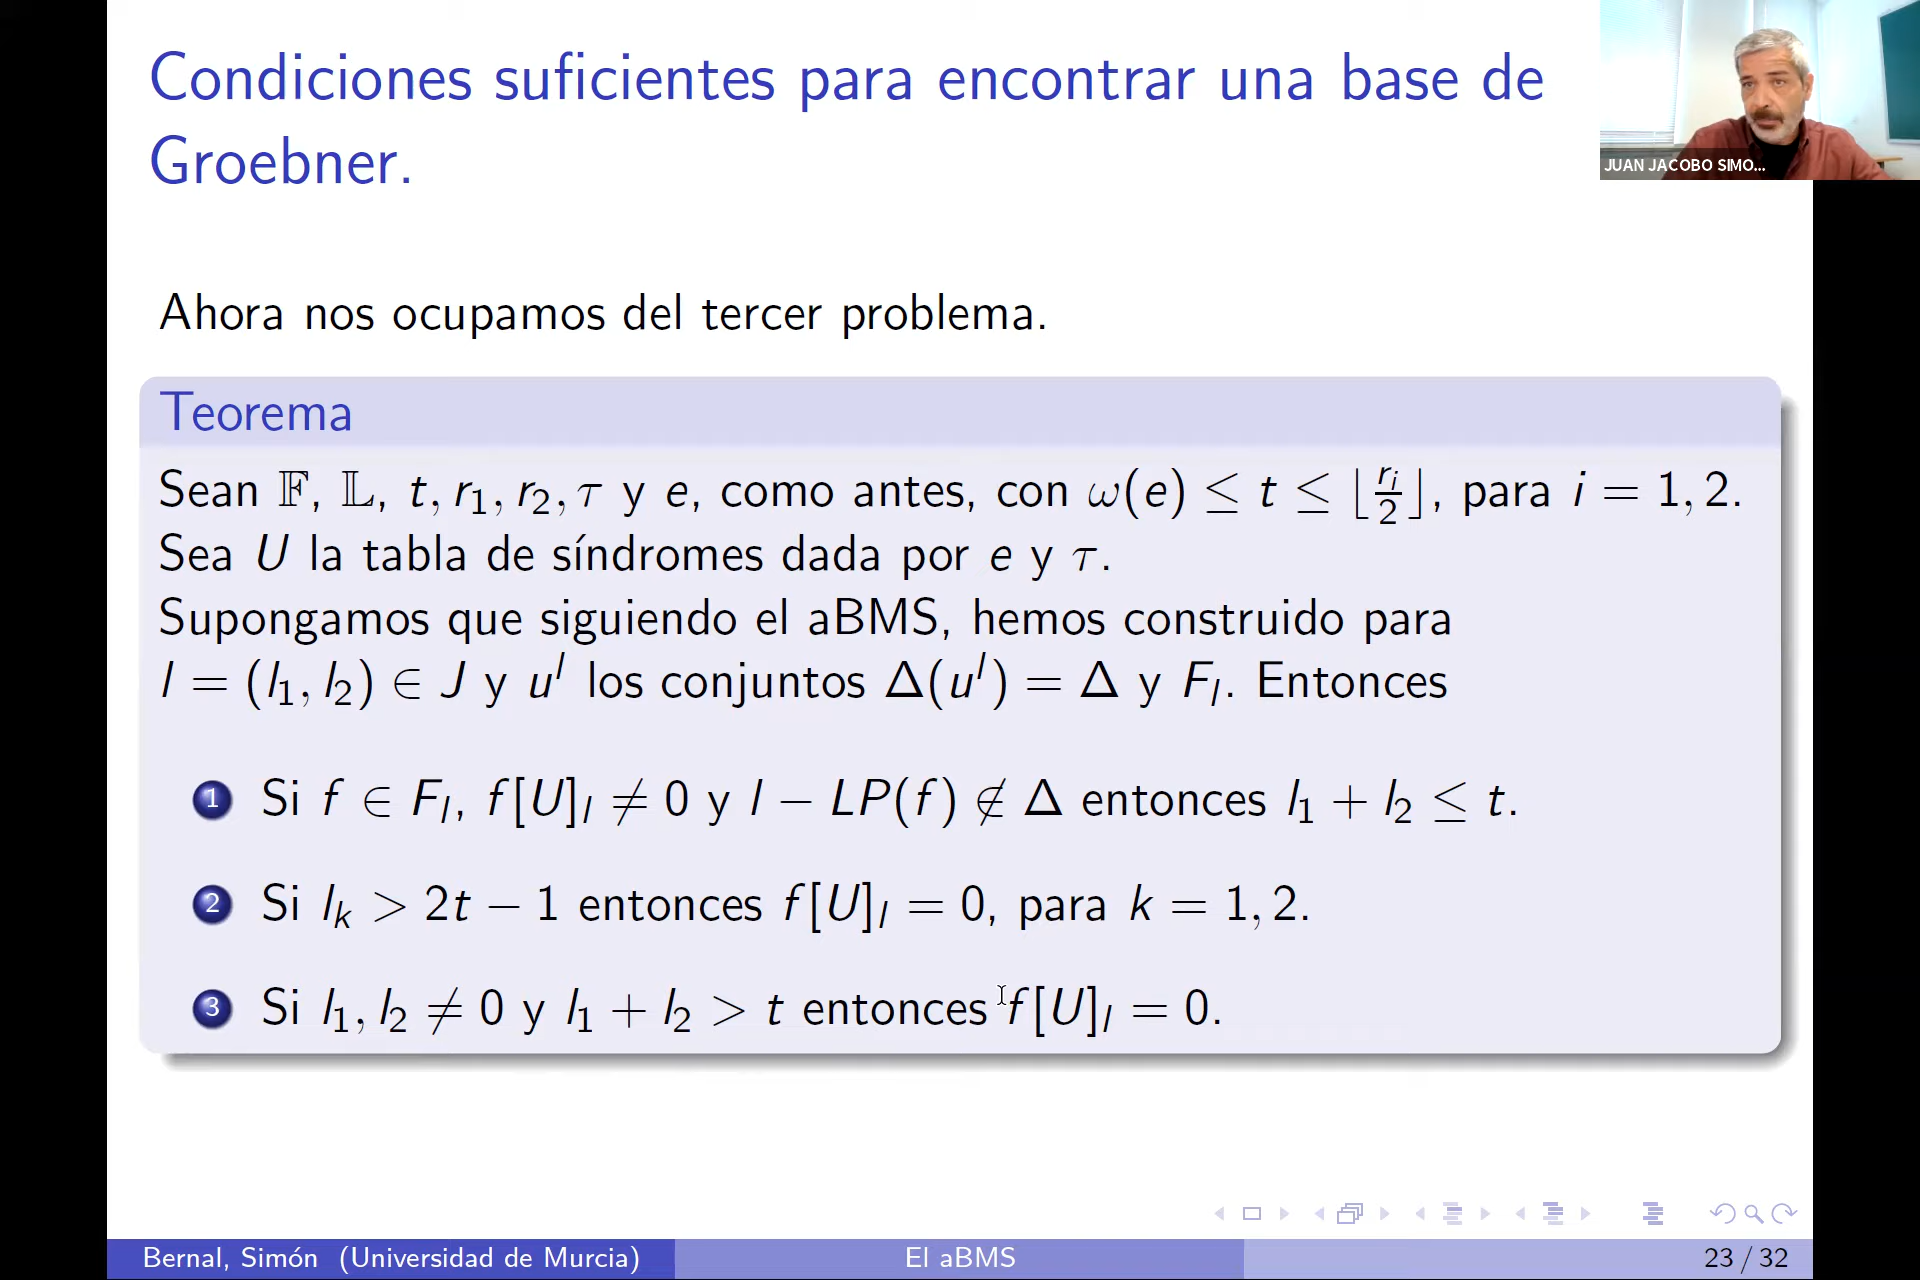 Condiciones suficientes para encontrar una base de
Groebner.
JUAN JACOBO SIMO...
Ahora nos ocupamos del tercer problema.
Teorema
Sean 𝔽, 𝕃, t, r₁, r₂, τ y e, como antes, con ω(e) ≤ t ≤ ⌊rᵢ/2⌋, para i = 1, 2.
Sea U la tabla de síndromes dada por e y τ.
Supongamos que siguiendo el aBMS, hemos construido para
l = (l₁, l₂) ∈ J y uˡ los conjuntos Δ(uˡ) = Δ y Fₗ. Entonces
1 Si f ∈ Fₗ, f[U]ₗ ≠ 0 y l − LP(f) ∉ Δ entonces l₁ + l₂ ≤ t.
2 Si lₖ > 2t − 1 entonces f[U]ₗ = 0, para k = 1, 2.
3 Si l₁, l₂ ≠ 0 y l₁ + l₂ > t entonces f[U]ₗ = 0.
Bernal, Simón (Universidad de Murcia)
El aBMS
23 / 32